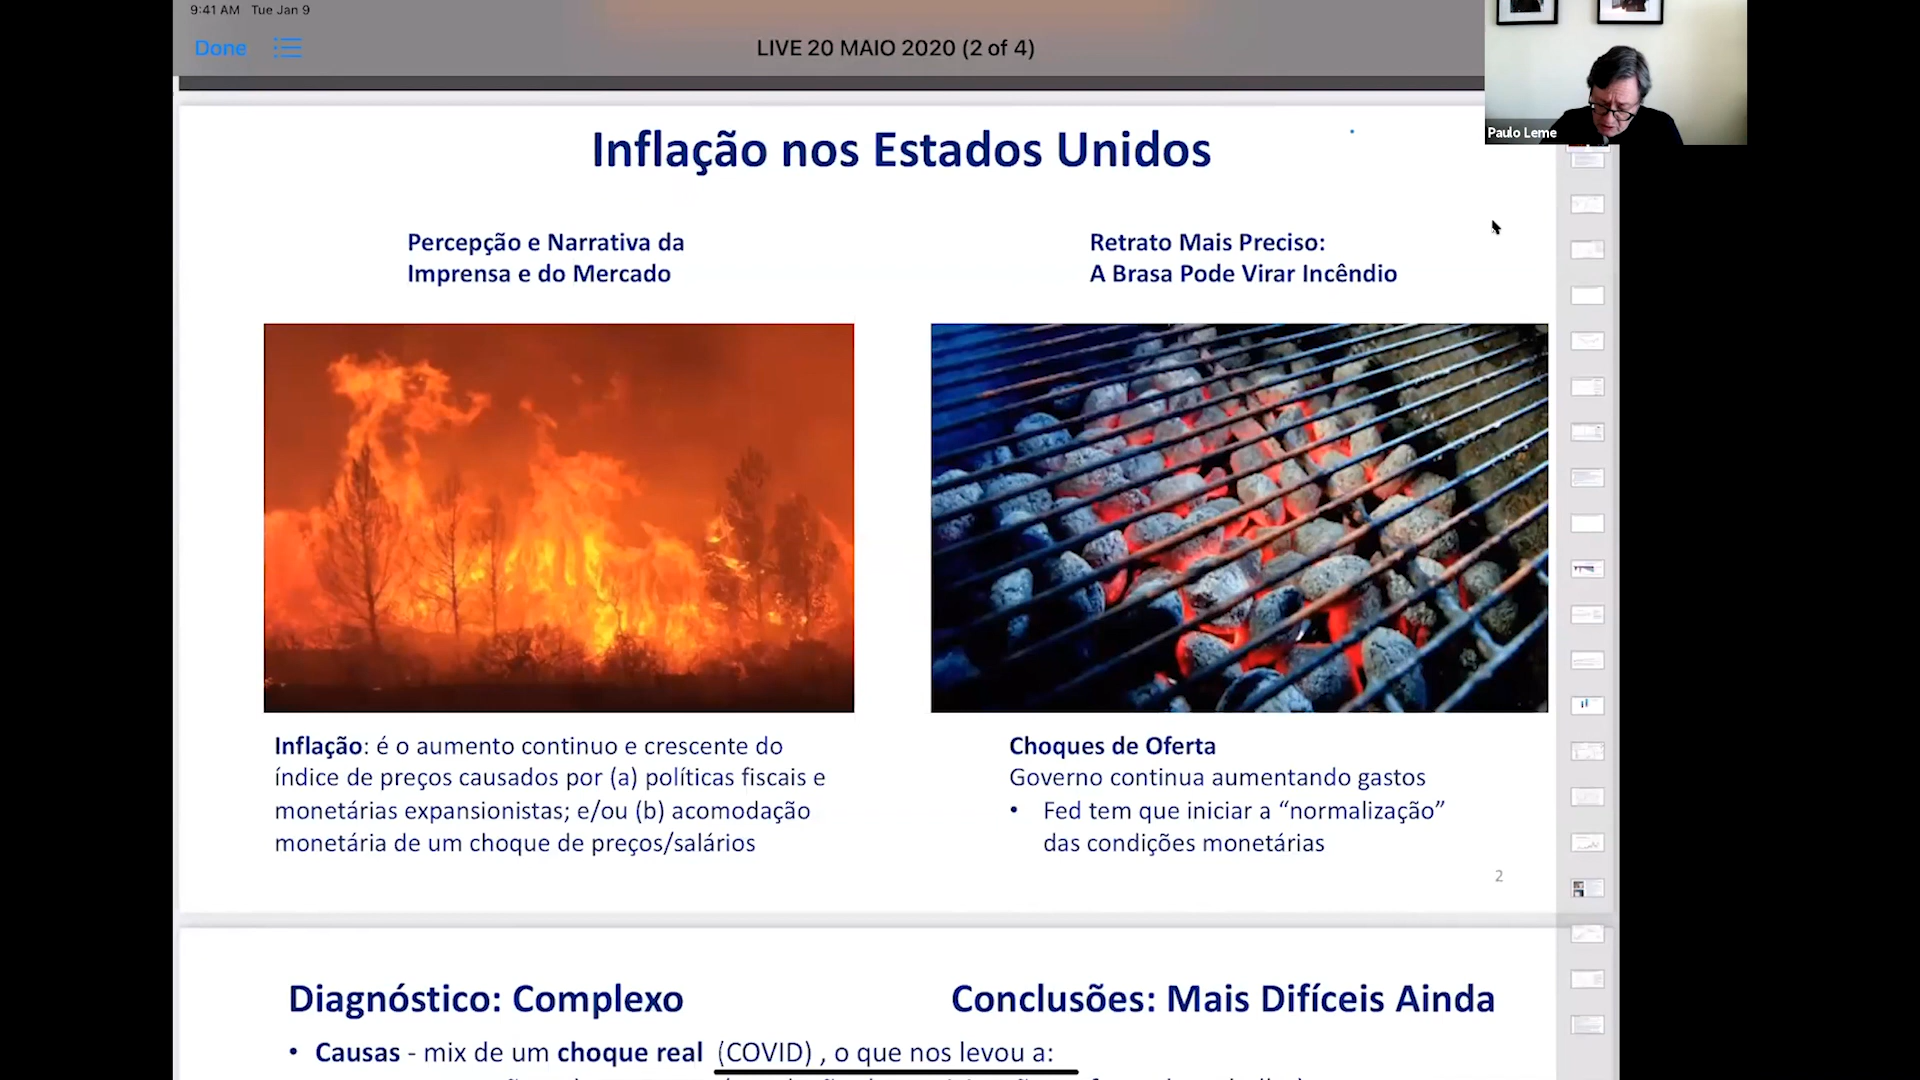 9:41 AM Tue Jan 9
Done
LIVE 20 MAIO 2020 (2 of 4)
Paulo Leme
Inflação nos Estados Unidos
Percepção e Narrativa da
Imprensa e do Mercado
Retrato Mais Preciso:
A Brasa Pode Virar Incêndio
Inflação: é o aumento continuo e crescente do
índice de preços causados por (a) políticas fiscais e
monetárias expansionistas; e/ou (b) acomodação
monetária de um choque de preços/salários
Choques de Oferta
Governo continua aumentando gastos
• Fed tem que iniciar a “normalização”
das condições monetárias
2
Diagnóstico: Complexo
Conclusões: Mais Difíceis Ainda
• Causas - mix de um choque real (COVID) , o que nos levou a: